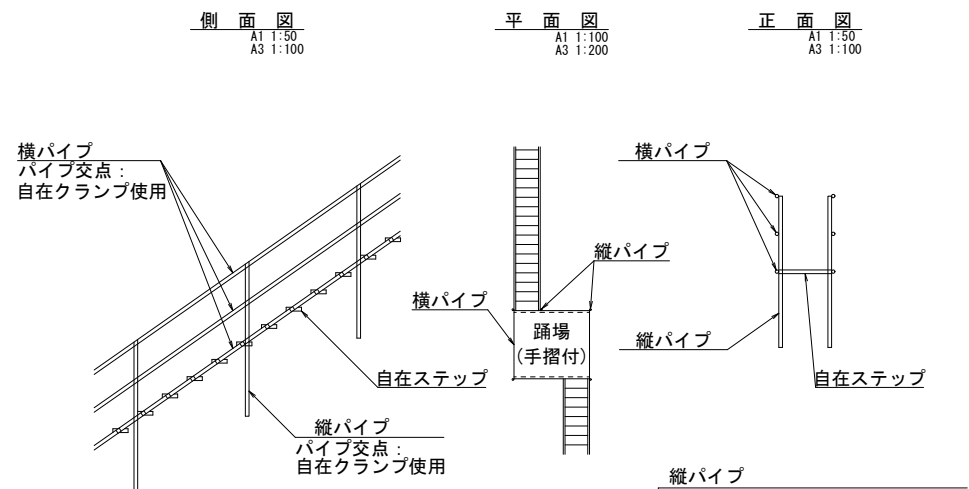 側面図
A1 1:50
A3 1:100
平面図
A1 1:100
A3 1:200
正面図
A1 1:50
A3 1:100
横パイプ
パイプ交点：
自在クランプ使用
自在ステップ
縦パイプ
パイプ交点：
自在クランプ使用
縦パイプ
横パイプ
踊場
(手摺付)
横パイプ
縦パイプ
自在ステップ
縦パイプ